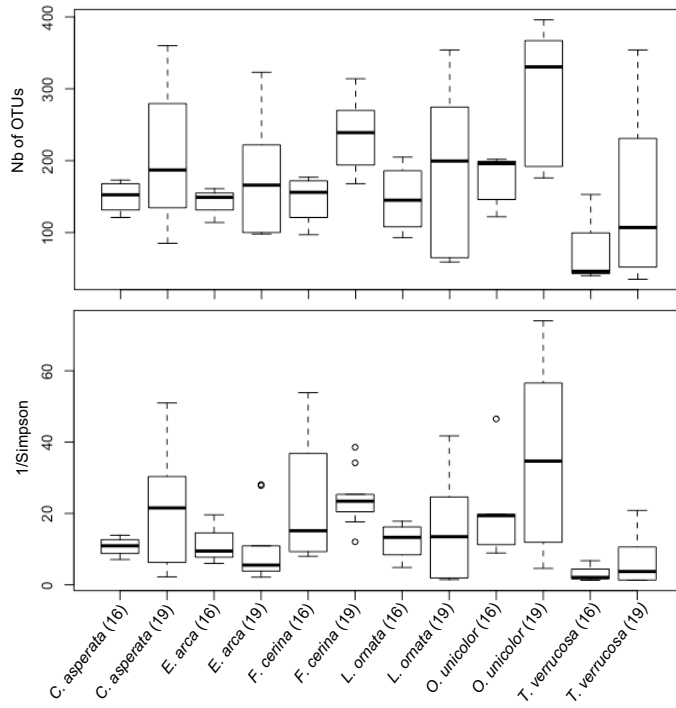 Nb of OTUs
400
300
200
100
1/Simpson
60
40
20
0
C. asperata (16)
C. asperata (19)
E. arca (16)
E. arca (19)
F. cerina (16)
F. cerina (19)
L. ornata (16)
L. ornata (19)
O. unicolor (16)
O. unicolor (19)
T. verrucosa (16)
T. verrucosa (19)